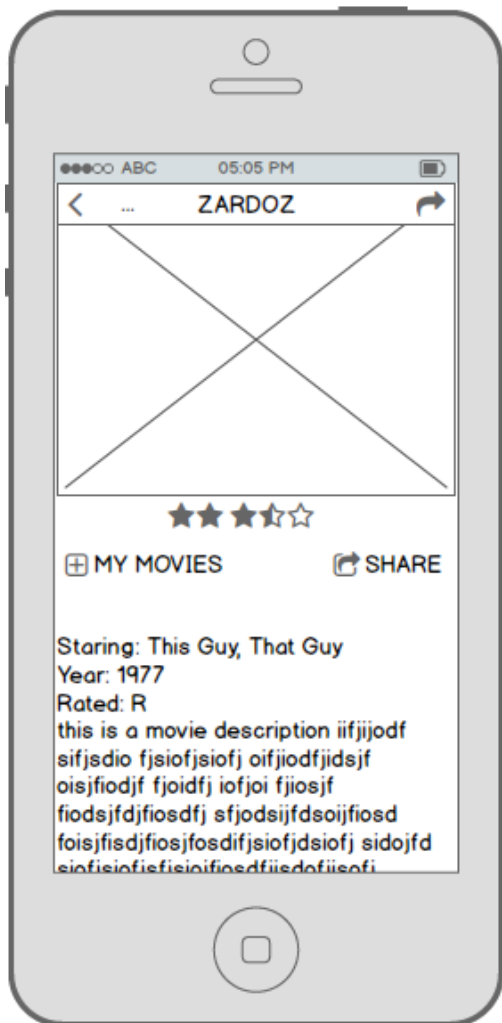 ABC 05:05 PM
... ZARDOZ
MY MOVIES SHARE
Staring: This Guy, That Guy
Year: 1977
Rated: R
this is a movie description iifjijodf
sifjsdio fjsiofjsiofj oifjiodfjidsjf
oisjfiodjf fjoidfj iofjoi fjiosjf
fiodsjfdjfiosdfj sfjodsijfdsoijfiosd
foisjfisdjfiosjfosdifjsiofjdsiofj sidojfd